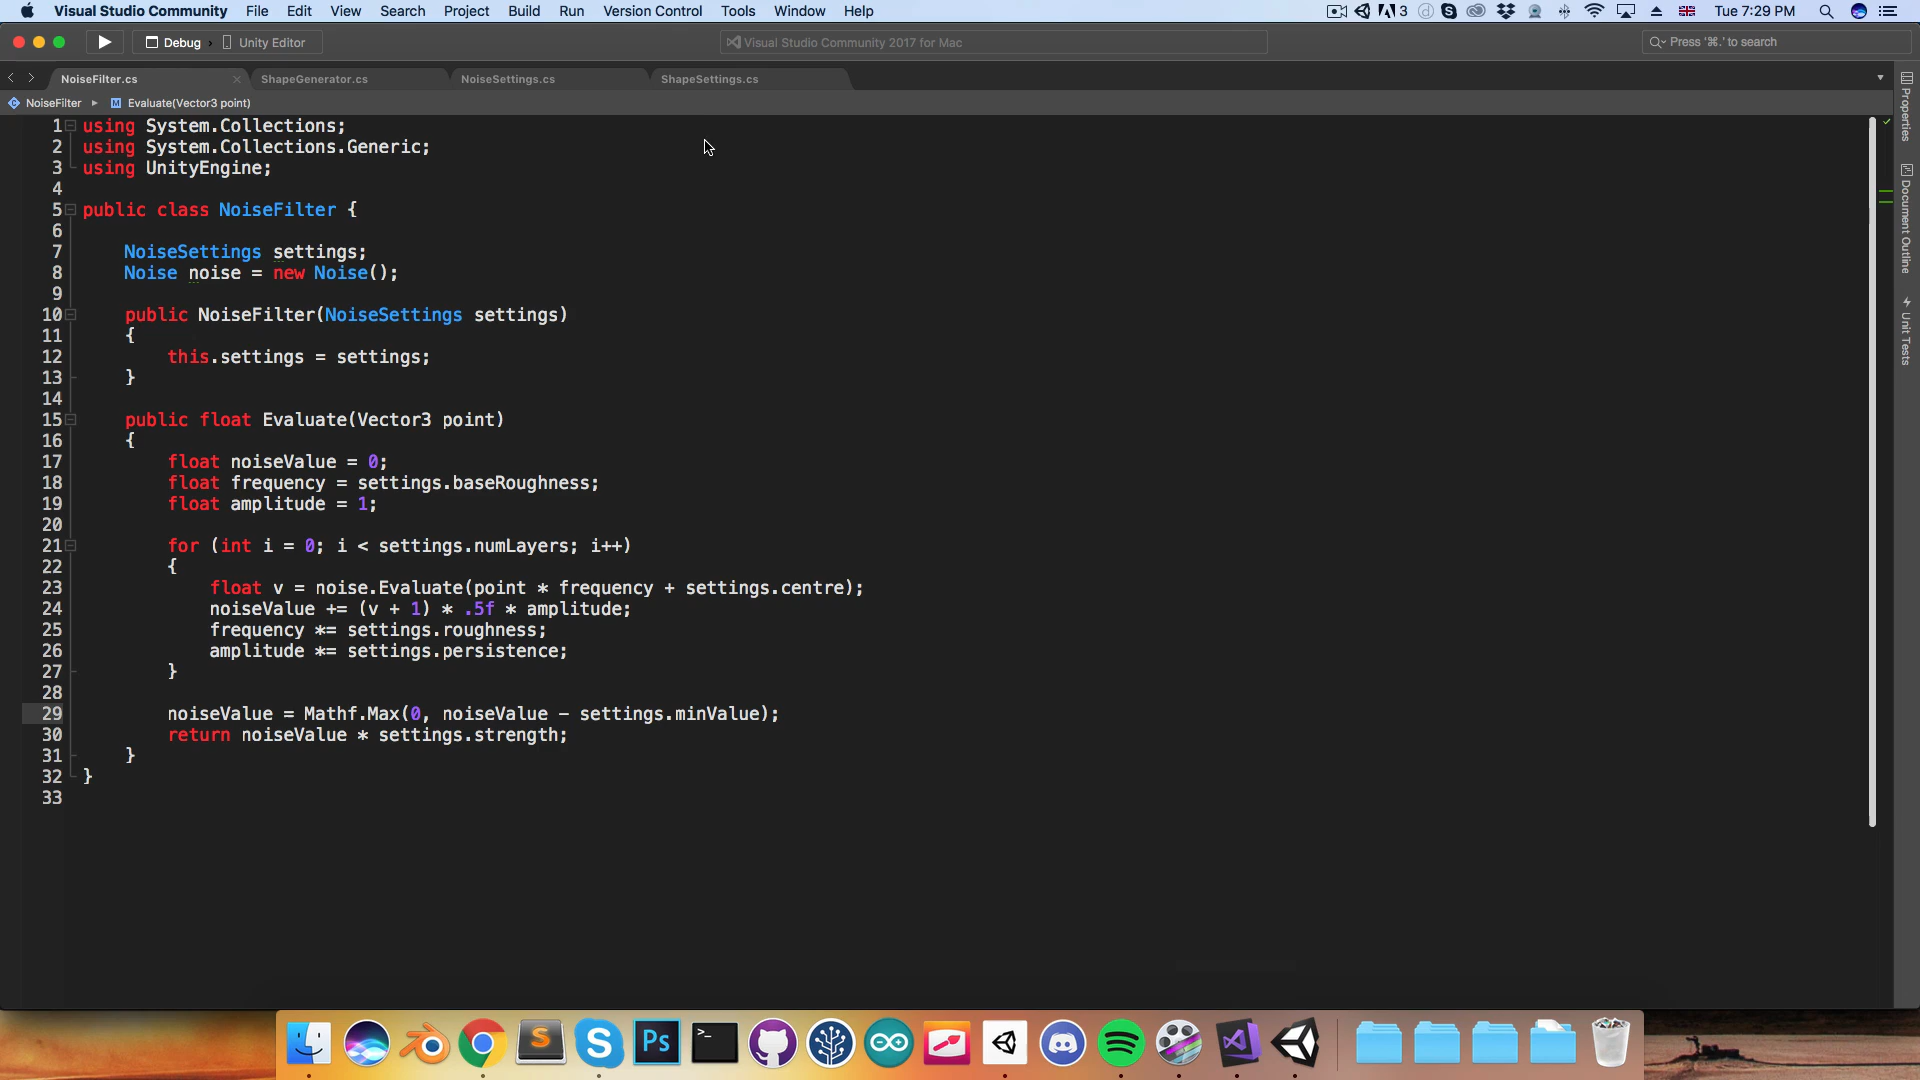 Visual Studio Community File Edit View Search Project Build Run Version Control Tools Window Help 3 Tue 7:29 PM
Debug › Unity Editor Visual Studio Community 2017 for Mac Press '⌘.' to search
NoiseFilter.cs × ShapeGenerator.cs NoiseSettings.cs ShapeSettings.cs
NoiseFilter ▸ M Evaluate(Vector3 point)
1 using System.Collections;
2 using System.Collections.Generic;
3 using UnityEngine;
4
5 public class NoiseFilter {
6
7 NoiseSettings settings;
8 Noise noise = new Noise();
9
10 public NoiseFilter(NoiseSettings settings)
11 {
12 this.settings = settings;
13 }
14
15 public float Evaluate(Vector3 point)
16 {
17 float noiseValue = 0;
18 float frequency = settings.baseRoughness;
19 float amplitude = 1;
20
21 for (int i = 0; i < settings.numLayers; i++)
22 {
23 float v = noise.Evaluate(point * frequency + settings.centre);
24 noiseValue += (v + 1) * .5f * amplitude;
25 frequency *= settings.roughness;
26 amplitude *= settings.persistence;
27 }
28
29 noiseValue = Mathf.Max(0, noiseValue - settings.minValue);
30 return noiseValue * settings.strength;
31 }
32 }
33
Properties
Document Outline
Unit Tests
S
S
Ps
>_